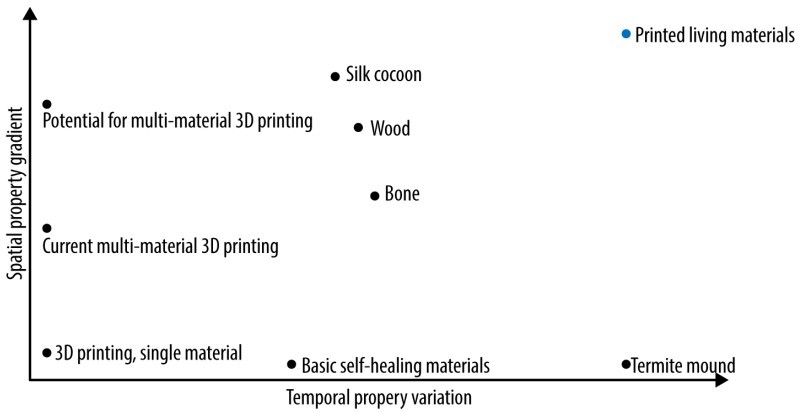 Printed living materials
Silk cocoon
Potential for multi-material 3D printing
Wood
Bone
Current multi-material 3D printing
3D printing, single material
Basic self-healing materials
Termite mound
Spatial property gradient
Temporal propery variation